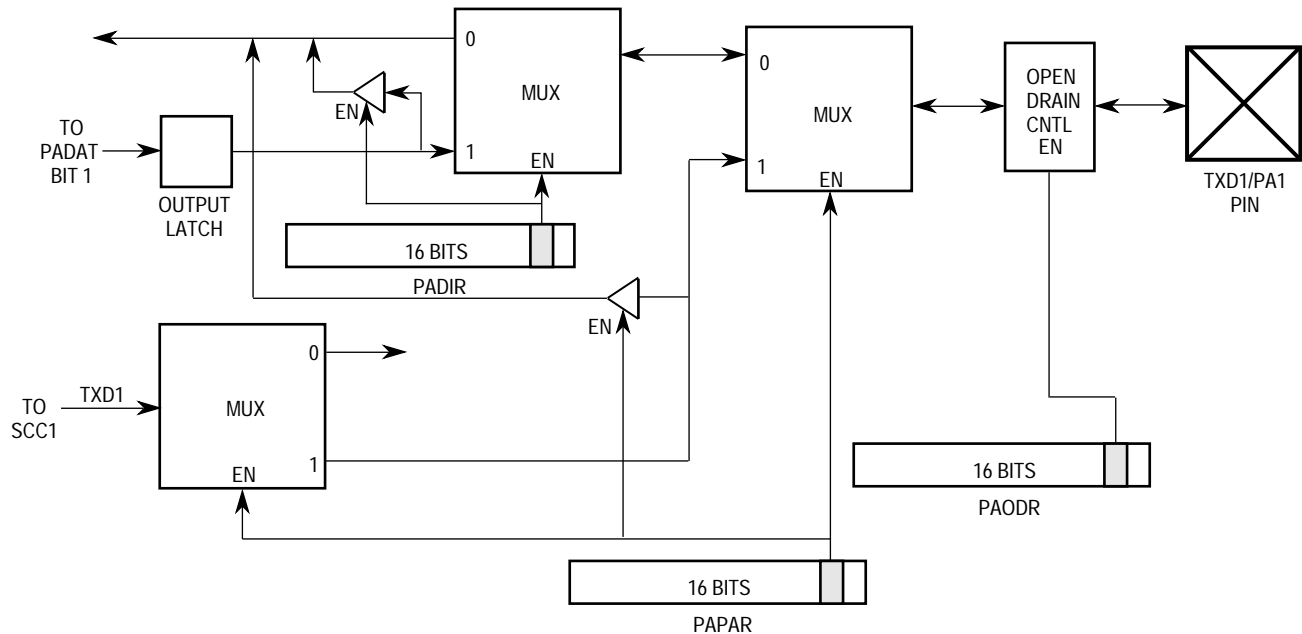 0
MUX
1
EN
EN
TO
PADAT
BIT 1
OUTPUT
LATCH
16 BITS
PADIR
0
MUX
1
EN
OPEN
DRAIN
CNTL
EN
TXD1/PA1
PIN
EN
TO
SCC1
TXD1
0
MUX
EN
1
16 BITS
PAODR
16 BITS
PAPAR